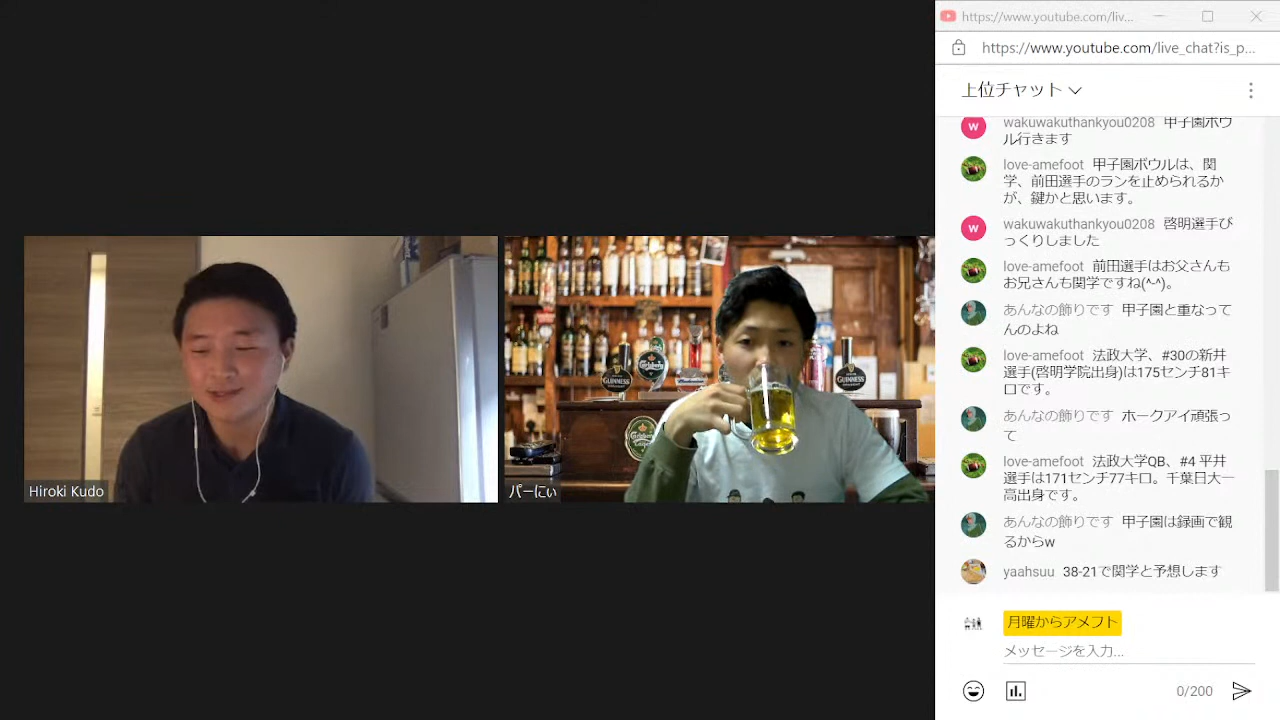 https://www.youtube.com/liv...
https://www.youtube.com/live_chat?is_p...
上位チャット
wakuwakuthankyou0208 甲子園ボウ
ル行きます
love-amefoot 甲子園ボウルは、関
学、前田選手のランを止められるか
が、鍵かと思います。
wakuwakuthankyou0208 啓明選手び
っくりしました
love-amefoot 前田選手はお父さんも
お兄さんも関学ですね(^-^)。
あんなの飾りです 甲子園と重なって
んのよね
love-amefoot 法政大学、#30の新井
選手(啓明学院出身)は175センチ81キ
ロです。
あんなの飾りです ホークアイ頑張っ
て
love-amefoot 法政大学QB、#4 平井
選手は171センチ77キロ。千葉日大一
高出身です。
あんなの飾りです 甲子園は録画で観
るからw
yaahsuu 38-21で関学と予想します
月曜からアメフト
メッセージを入力...
0/200
Hiroki Kudo
パーにぃ
GUINNESS
Carlsberg
GUINNESS
Carlsberg